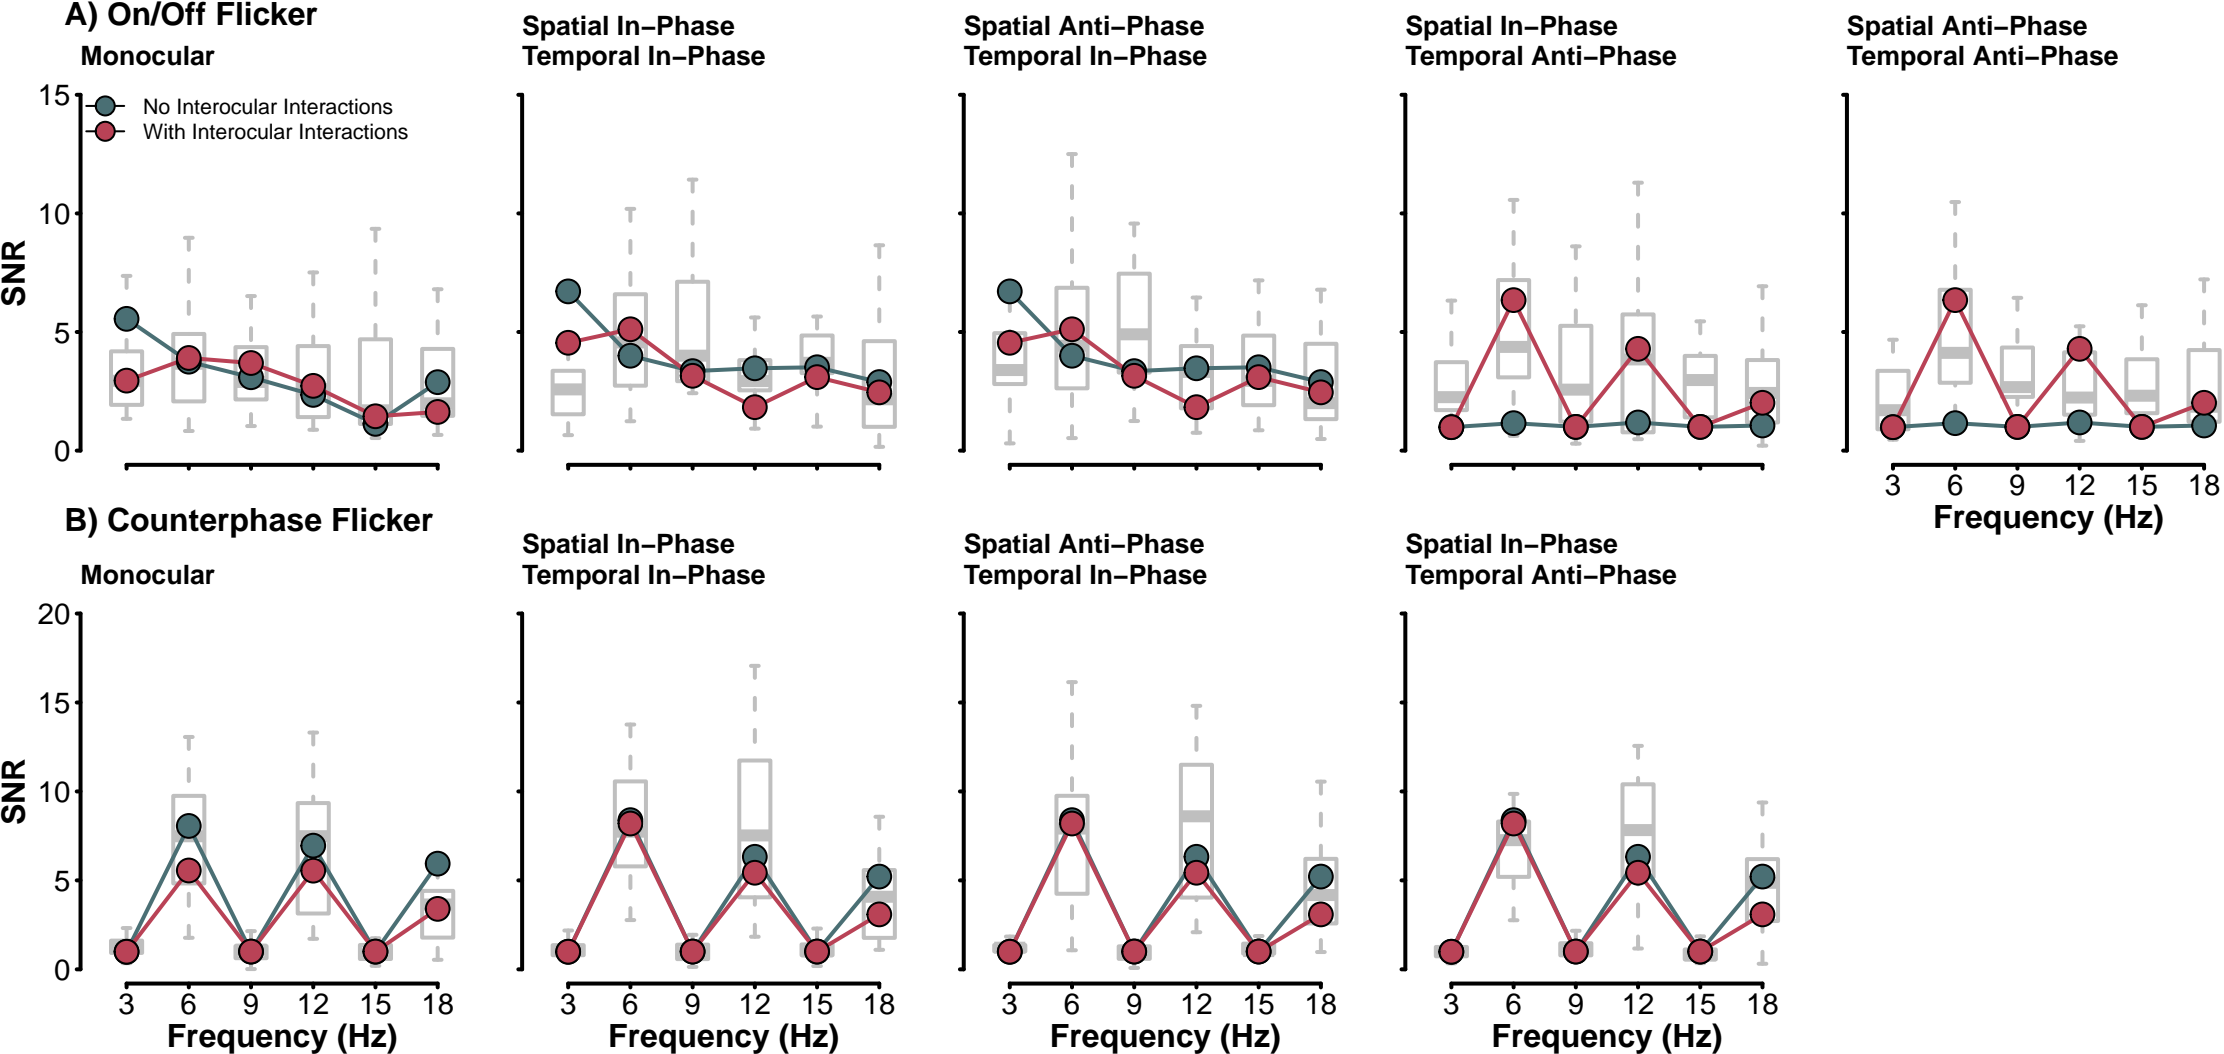 A) On/Off Flicker
Monocular
Spatial In–Phase
Temporal In–Phase
Spatial Anti–Phase
Temporal In–Phase
Spatial In–Phase
Temporal Anti–Phase
Spatial Anti–Phase
Temporal Anti–Phase
15
10
5
0
SNR
No Interocular Interactions
With Interocular Interactions
3 6 9 12 15 18
Frequency (Hz)
B) Counterphase Flicker
Monocular
Spatial In–Phase
Temporal In–Phase
Spatial Anti–Phase
Temporal In–Phase
Spatial In–Phase
Temporal Anti–Phase
20
15
10
5
0
SNR
3 6 9 12 15 18
Frequency (Hz)
3 6 9 12 15 18
Frequency (Hz)
3 6 9 12 15 18
Frequency (Hz)
3 6 9 12 15 18
Frequency (Hz)